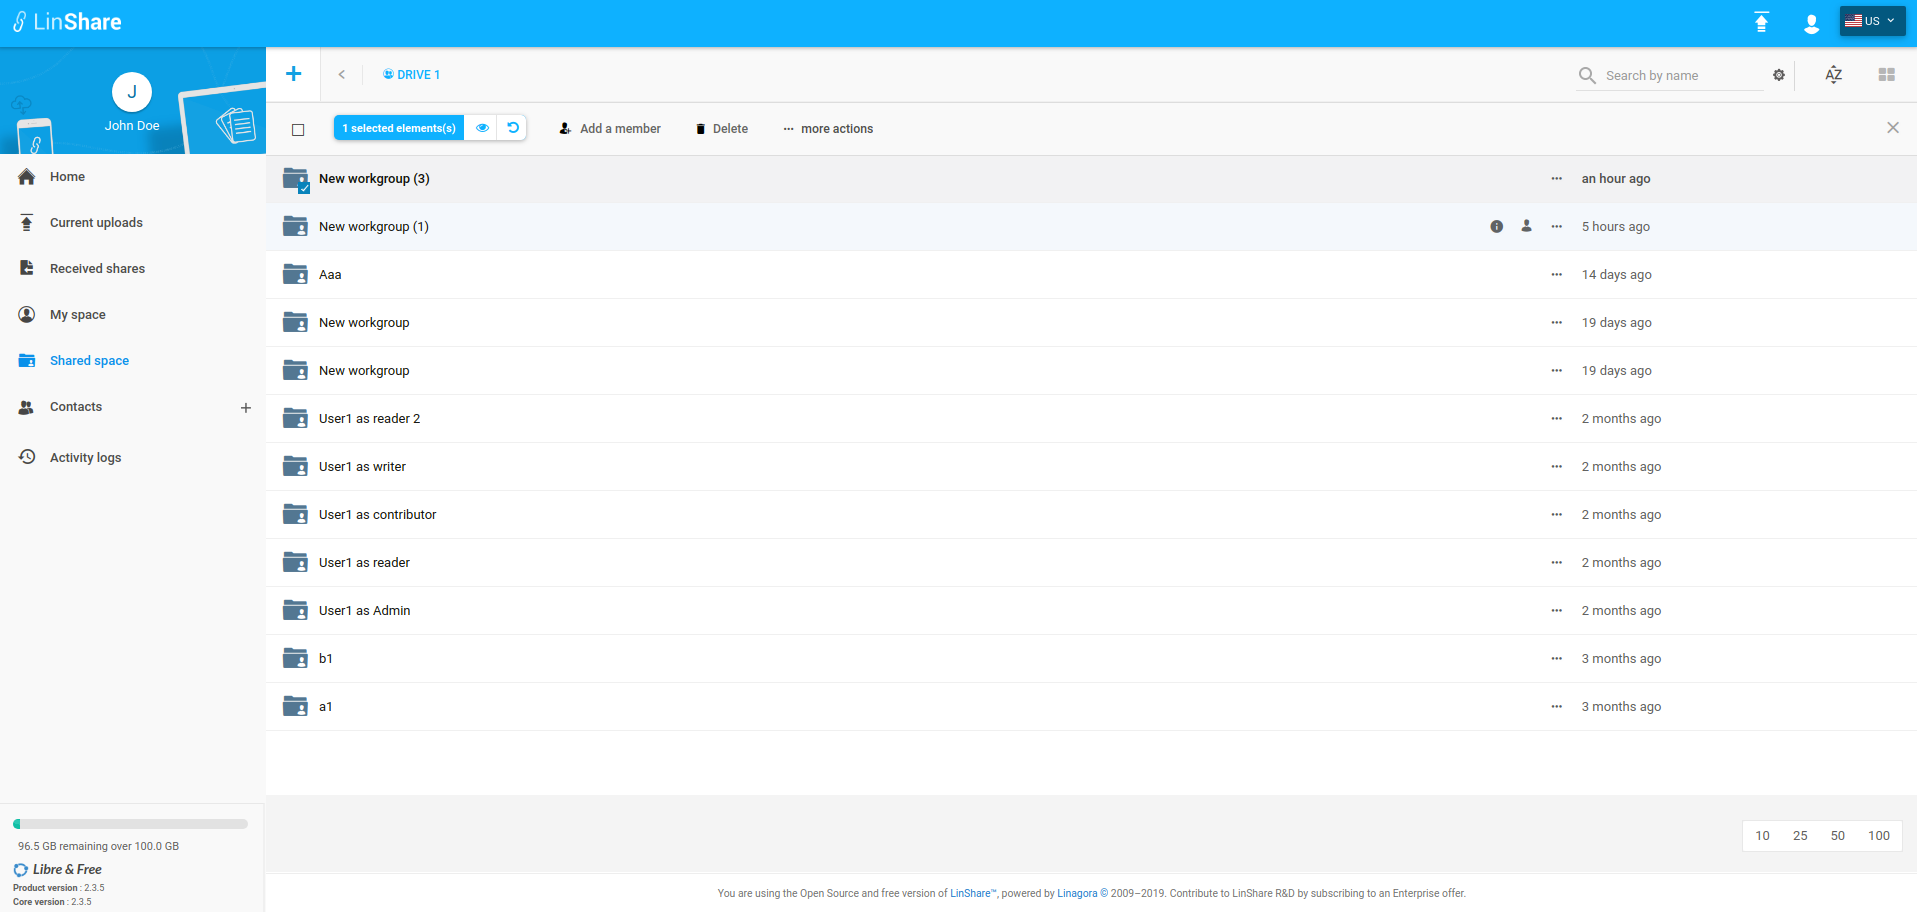 LinShare
US
J
John Doe
Home
Current uploads
Received shares
My space
Shared space
Contacts
Activity logs
96.5 GB remaining over 100.0 GB
Libre & Free
Product version : 2.3.5
Core version : 2.3.5
DRIVE 1
Search by name
AZ
1 selected elements(s)
Add a member
Delete
more actions
New workgroup (3) an hour ago
New workgroup (1) 5 hours ago
Aaa 14 days ago
New workgroup 19 days ago
New workgroup 19 days ago
User1 as reader 2 2 months ago
User1 as writer 2 months ago
User1 as contributor 2 months ago
User1 as reader 2 months ago
User1 as Admin 2 months ago
b1 3 months ago
a1 3 months ago
10 25 50 100
You are using the Open Source and free version of LinShare™, powered by Linagora © 2009–2019. Contribute to LinShare R&D by subscribing to an Enterprise offer.